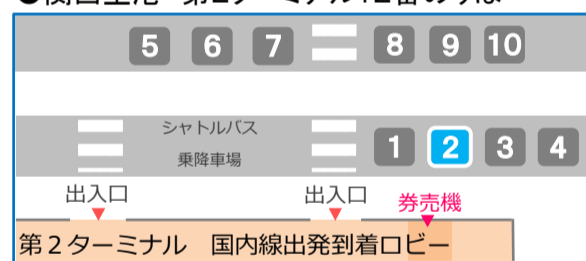 5 6 7 8 9 10
シャトルバス
乗降車場
1 2 3 4
出入口 出入口 券売機
第2ターミナル 国内線出発到着ロビー